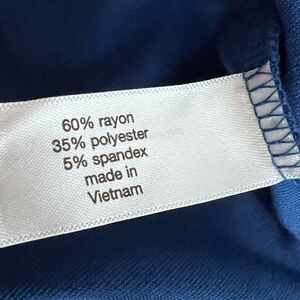 60% rayon
35% polyester
5% spandex
made in
Vietnam